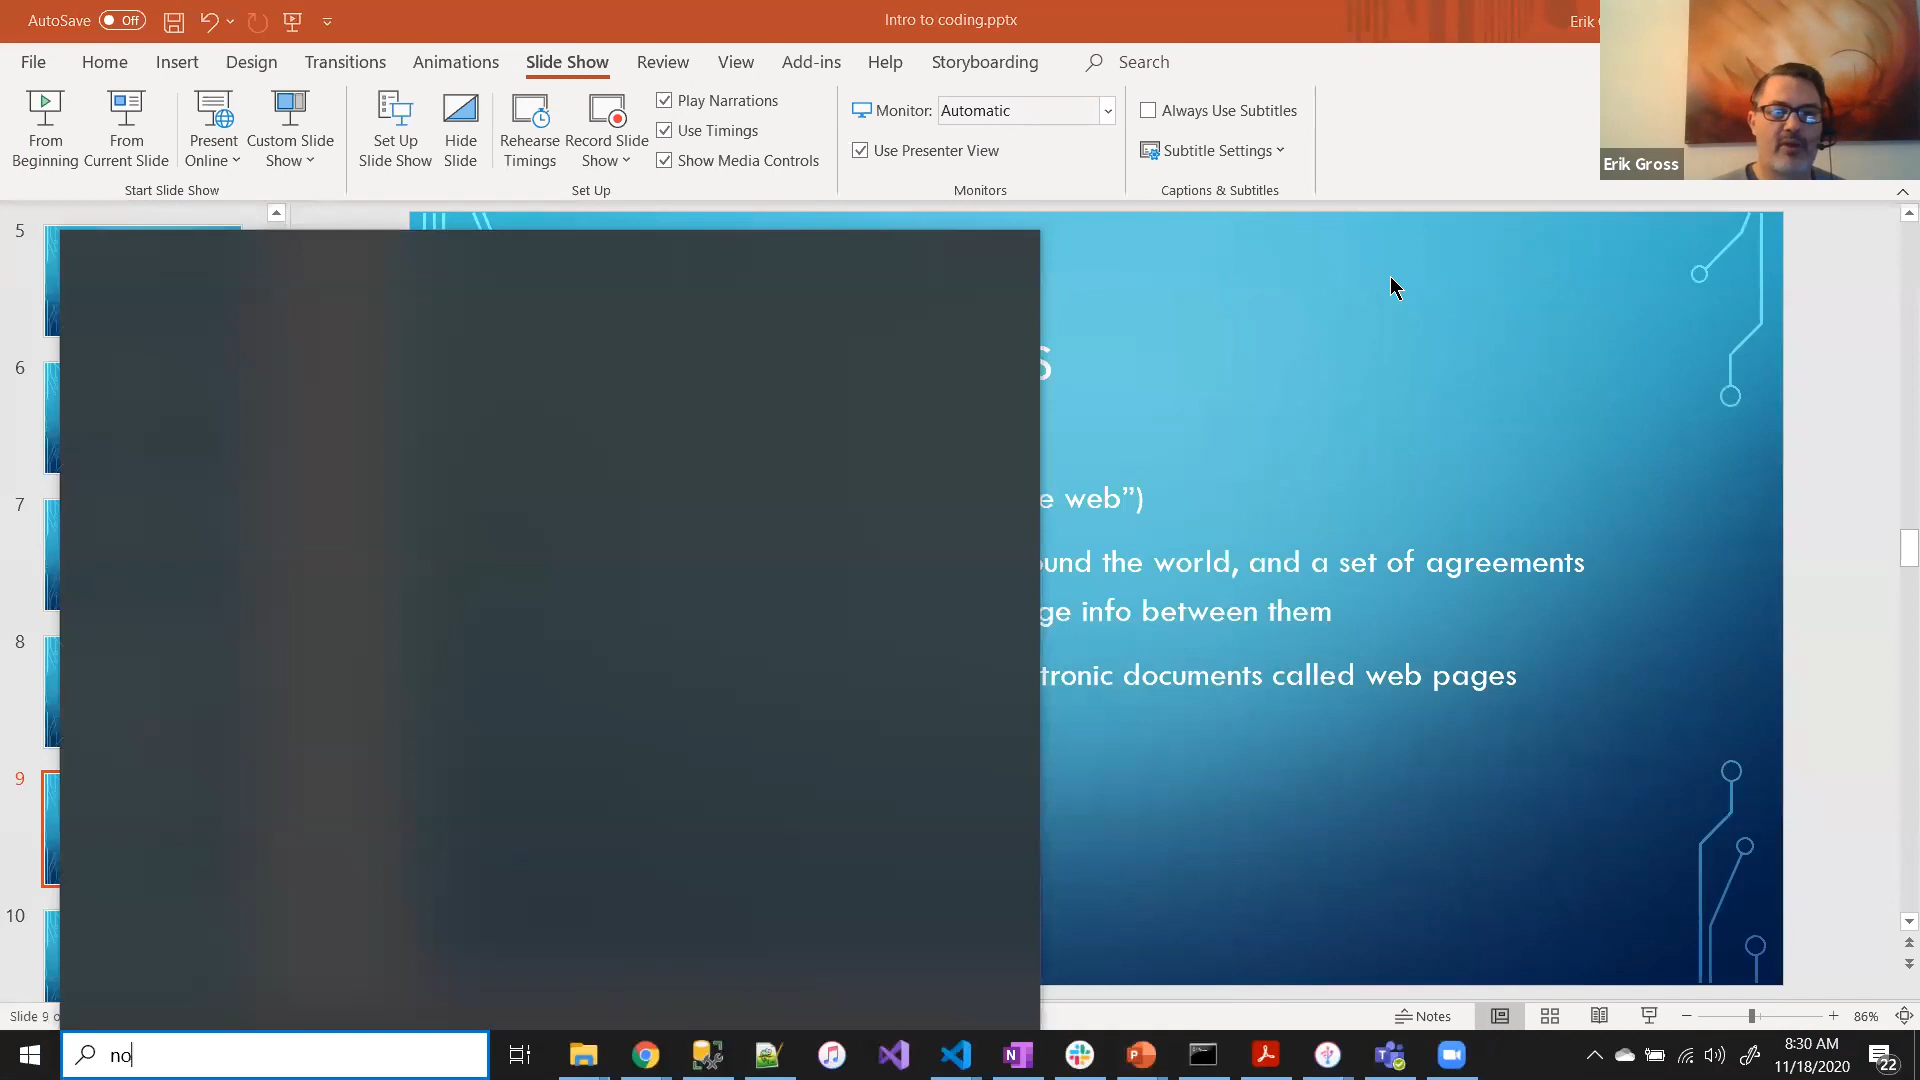 AutoSave Off
Intro to coding.pptx
Erik
File Home Insert Design Transitions Animations Slide Show Review View Add-ins Help Storyboarding Search
From Beginning
From Current Slide
Present Online
Custom Slide Show
Start Slide Show
Set Up Slide Show
Hide Slide
Rehearse Timings
Record Slide Show
Play Narrations
Use Timings
Show Media Controls
Set Up
Monitor: Automatic
Use Presenter View
Monitors
Always Use Subtitles
Subtitle Settings
Captions & Subtitles
Erik Gross
5
6
7
8
9
10
s
e web”)
und the world, and a set of agreements
ge info between them
tronic documents called web pages
Slide 9 o
Notes
86%
no
8:30 AM
11/18/2020
22